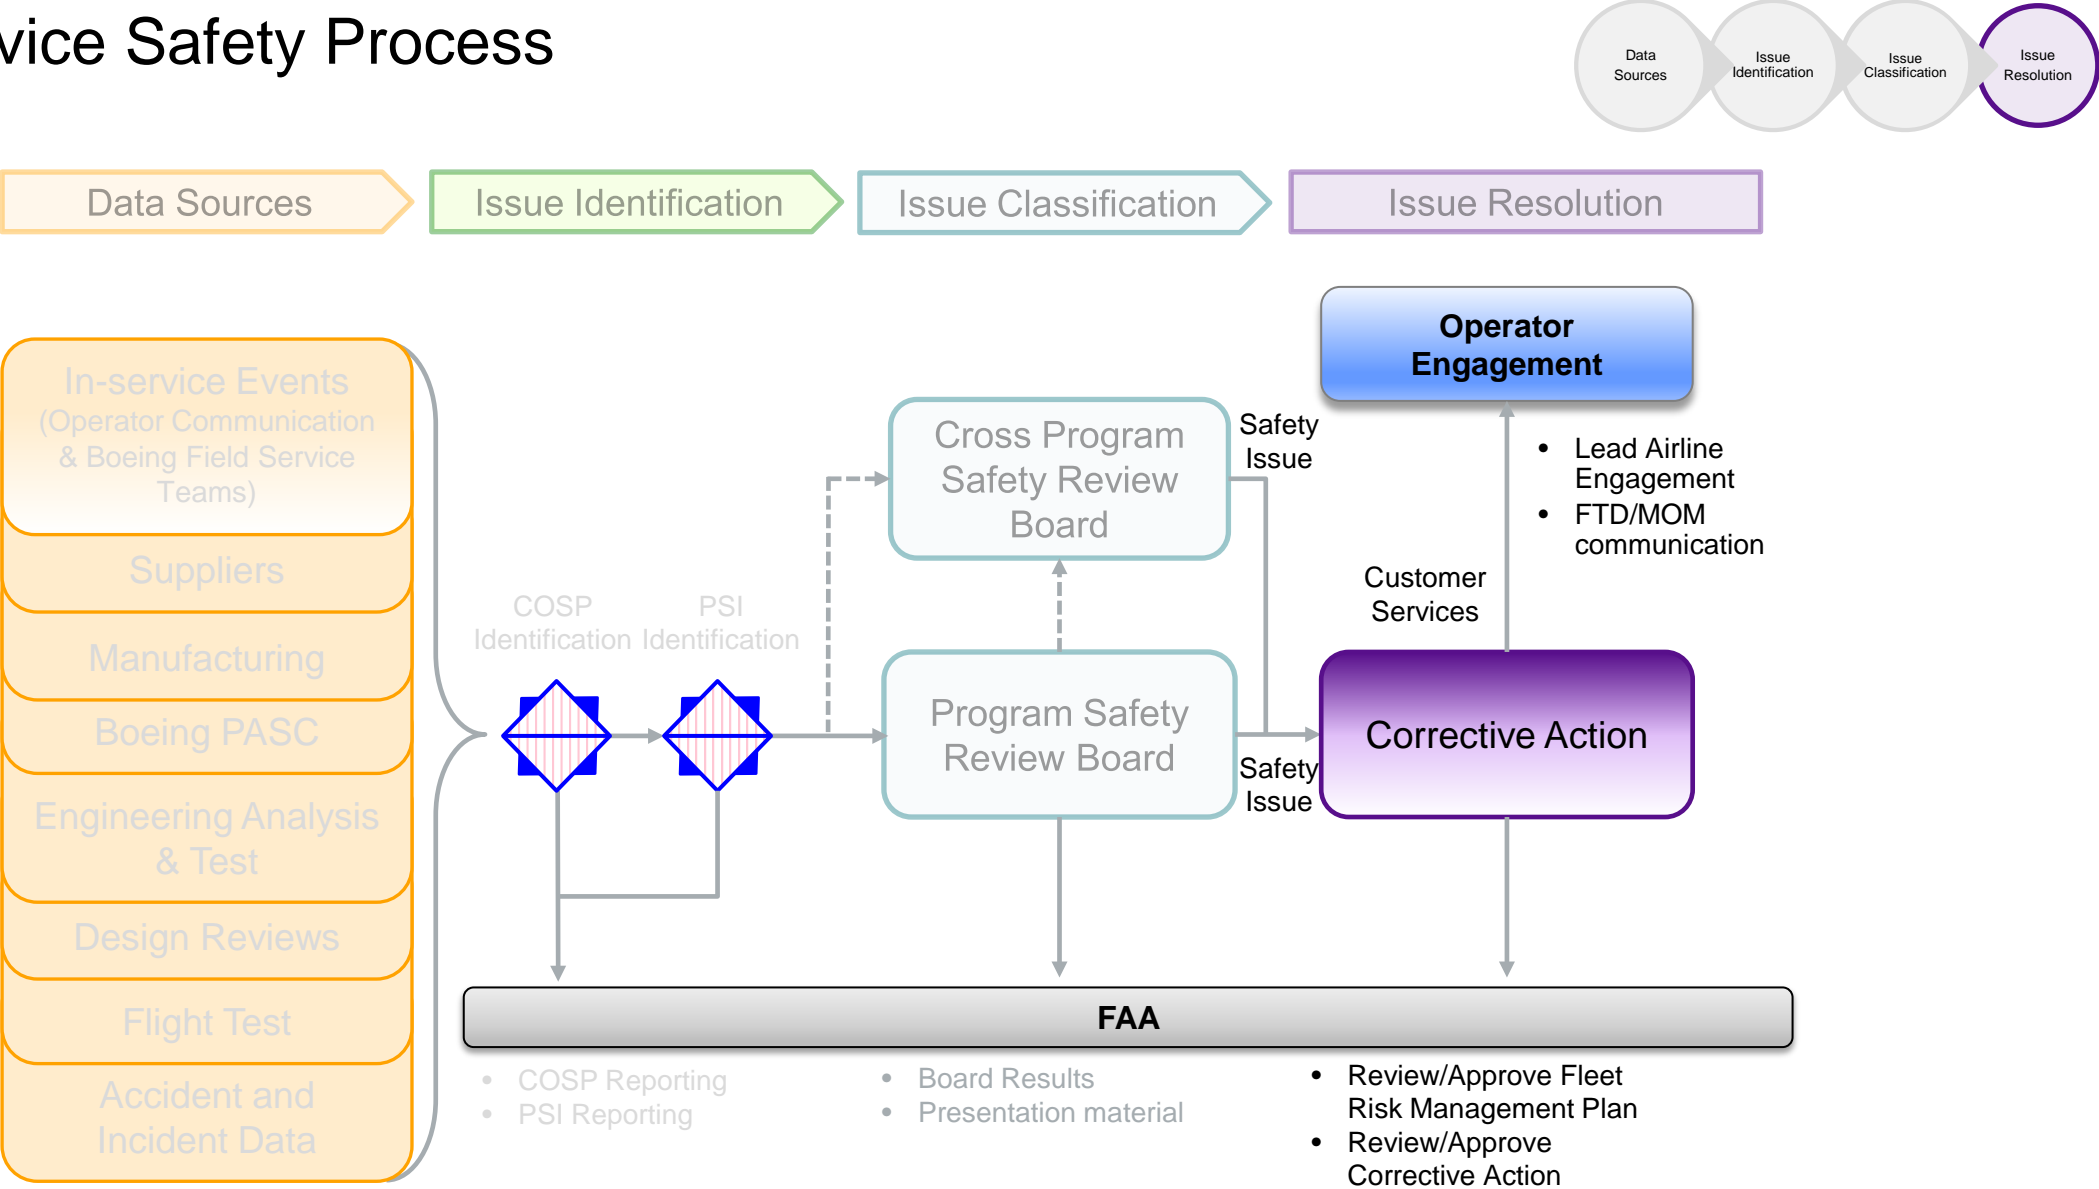 vice Safety Process
Data
Sources
Issue
Identification
Issue
Classification
Issue
Resolution
Data Sources
Issue Identification
Issue Classification
Issue Resolution
In-service Events
(Operator Communication
& Boeing Field Service
Teams)
Suppliers
Manufacturing
Boeing PASC
Engineering Analysis
& Test
Design Reviews
Flight Test
Accident and
Incident Data
COSP
Identification
PSI
Identification
Cross Program
Safety Review
Board
Program Safety
Review Board
Safety
Issue
Safety
Issue
Operator
Engagement
• Lead Airline
Engagement
• FTD/MOM
communication
Customer
Services
Corrective Action
FAA
• COSP Reporting
• PSI Reporting
• Board Results
• Presentation material
• Review/Approve Fleet
Risk Management Plan
• Review/Approve
Corrective Action